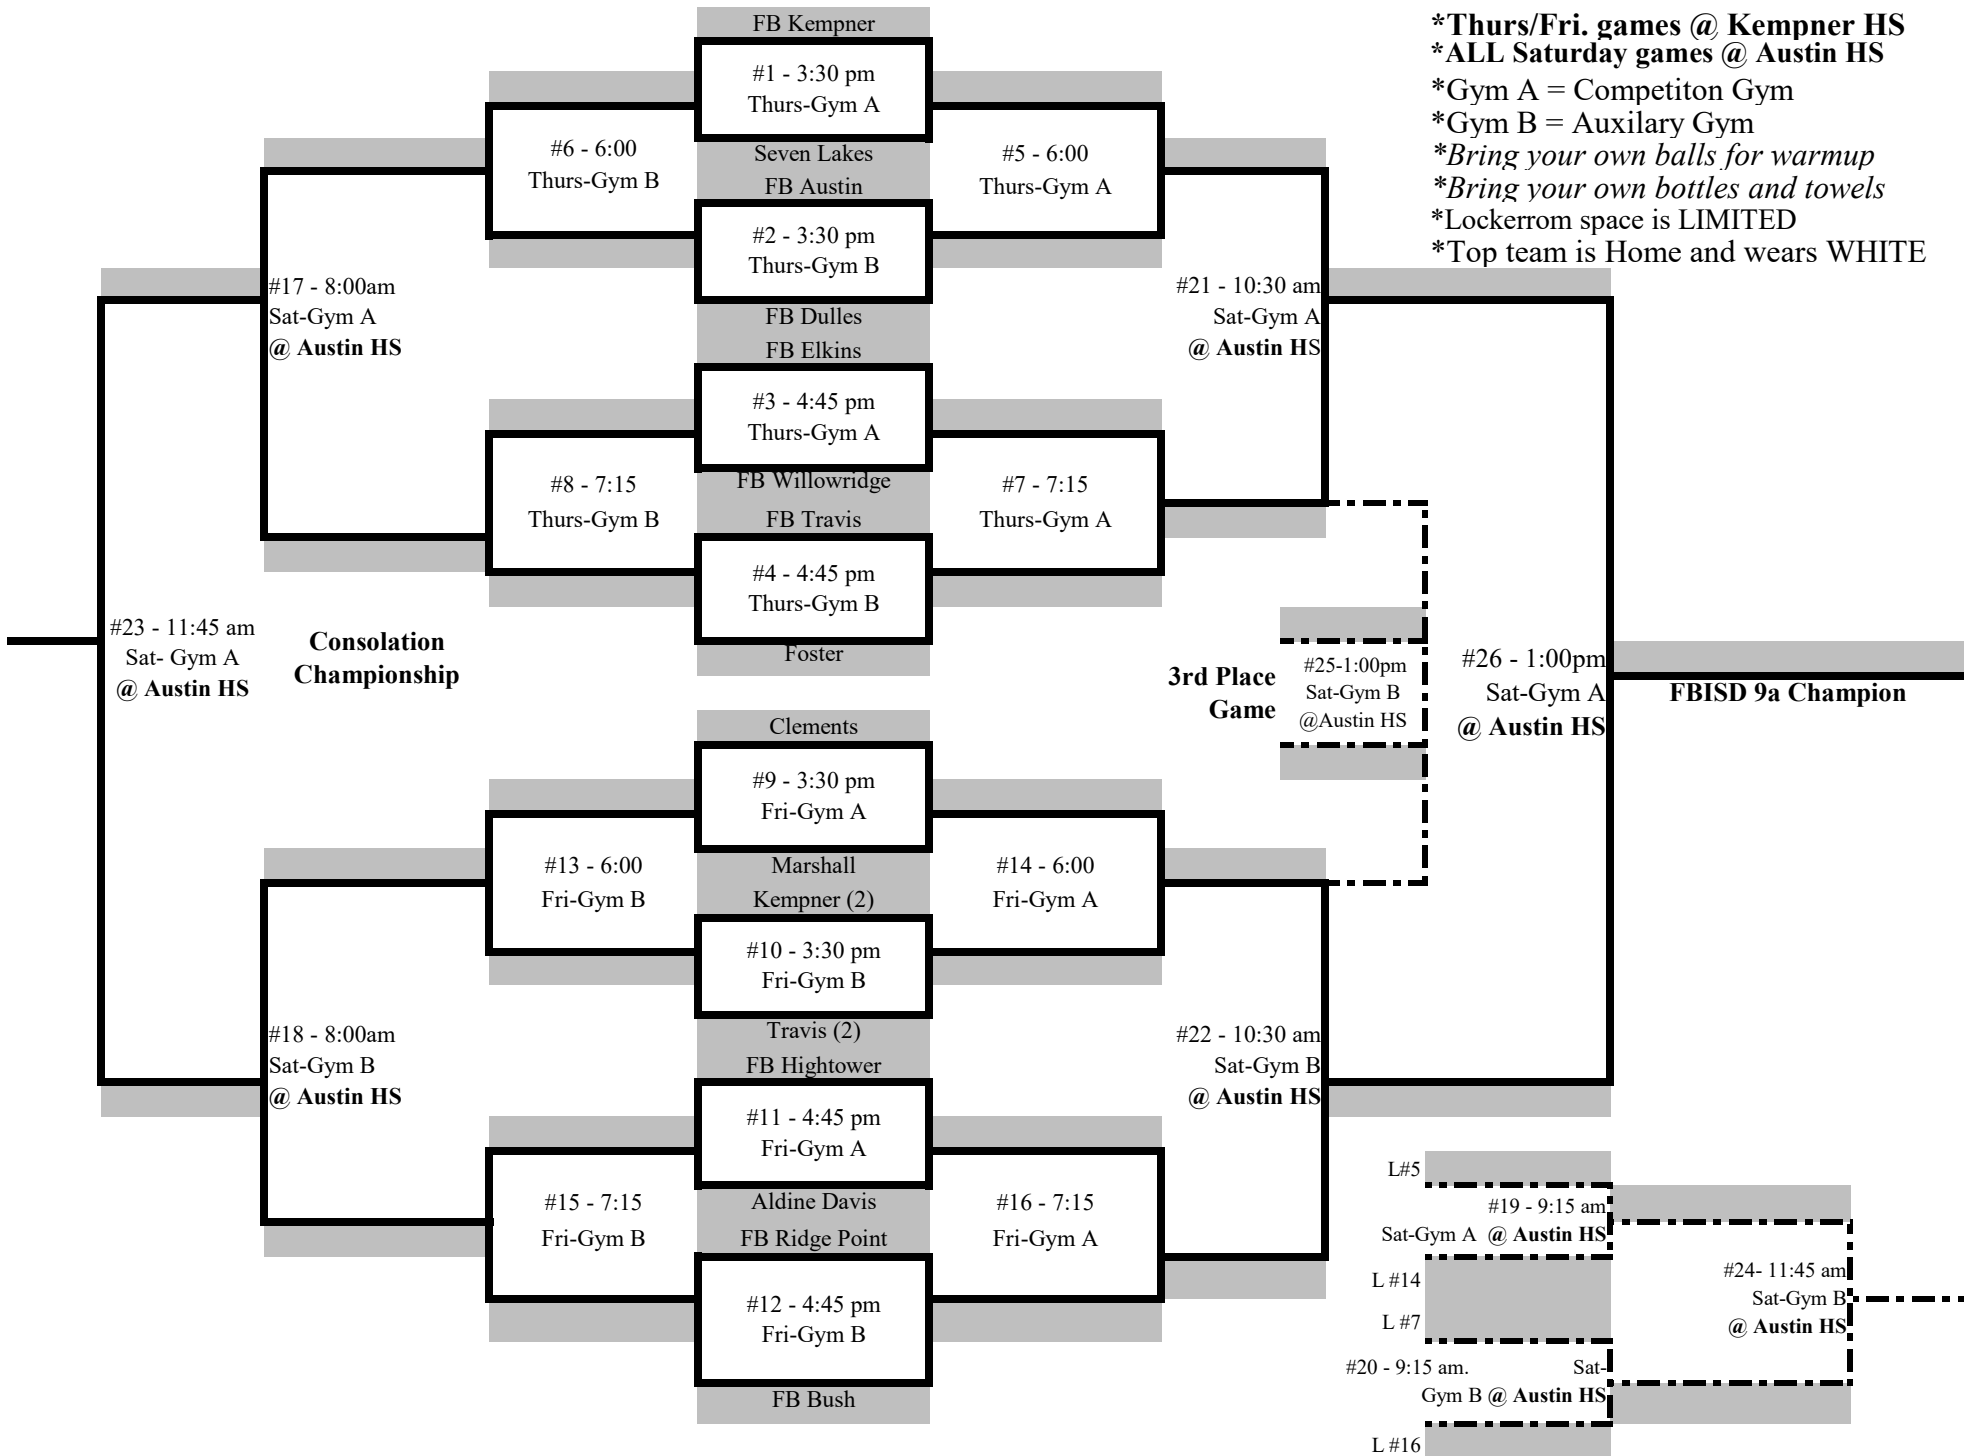 FB Kempner
*Thurs/Fri. games @ Kempner HS
*ALL Saturday games @ Austin HS
*Gym A = Competiton Gym
*Gym B = Auxilary Gym
*Bring your own balls for warmup
*Bring your own bottles and towels
*Lockerrom space is LIMITED
*Top team is Home and wears WHITE
#1 - 3:30 pm
Thurs-Gym A
#6 - 6:00
Thurs-Gym B
Seven Lakes
FB Austin
#5 - 6:00
Thurs-Gym A
#2 - 3:30 pm
Thurs-Gym B
#17 - 8:00am
Sat-Gym A
@ Austin HS
#21 - 10:30 am
Sat-Gym A
@ Austin HS
FB Dulles
FB Elkins
#3 - 4:45 pm
Thurs-Gym A
#8 - 7:15
Thurs-Gym B
FB Willowridge
FB Travis
#7 - 7:15
Thurs-Gym A
#4 - 4:45 pm
Thurs-Gym B
Foster
#23 - 11:45 am
Sat- Gym A
@ Austin HS
Consolation
Championship
3rd Place
Game
#25-1:00pm
Sat-Gym B
@Austin HS
#26 - 1:00pm
Sat-Gym A
@ Austin HS
FBISD 9a Champion
Clements
#9 - 3:30 pm
Fri-Gym A
#13 - 6:00
Fri-Gym B
Marshall
Kempner (2)
#14 - 6:00
Fri-Gym A
#10 - 3:30 pm
Fri-Gym B
#18 - 8:00am
Sat-Gym B
@ Austin HS
Travis (2)
FB Hightower
#22 - 10:30 am
Sat-Gym B
@ Austin HS
#11 - 4:45 pm
Fri-Gym A
#15 - 7:15
Fri-Gym B
Aldine Davis
FB Ridge Point
#16 - 7:15
Fri-Gym A
#12 - 4:45 pm
Fri-Gym B
FB Bush
L#5
#19 - 9:15 am
Sat-Gym A @ Austin HS
L #14
L #7
#24- 11:45 am
Sat-Gym B
@ Austin HS
#20 - 9:15 am. Sat-
Gym B @ Austin HS
L #16